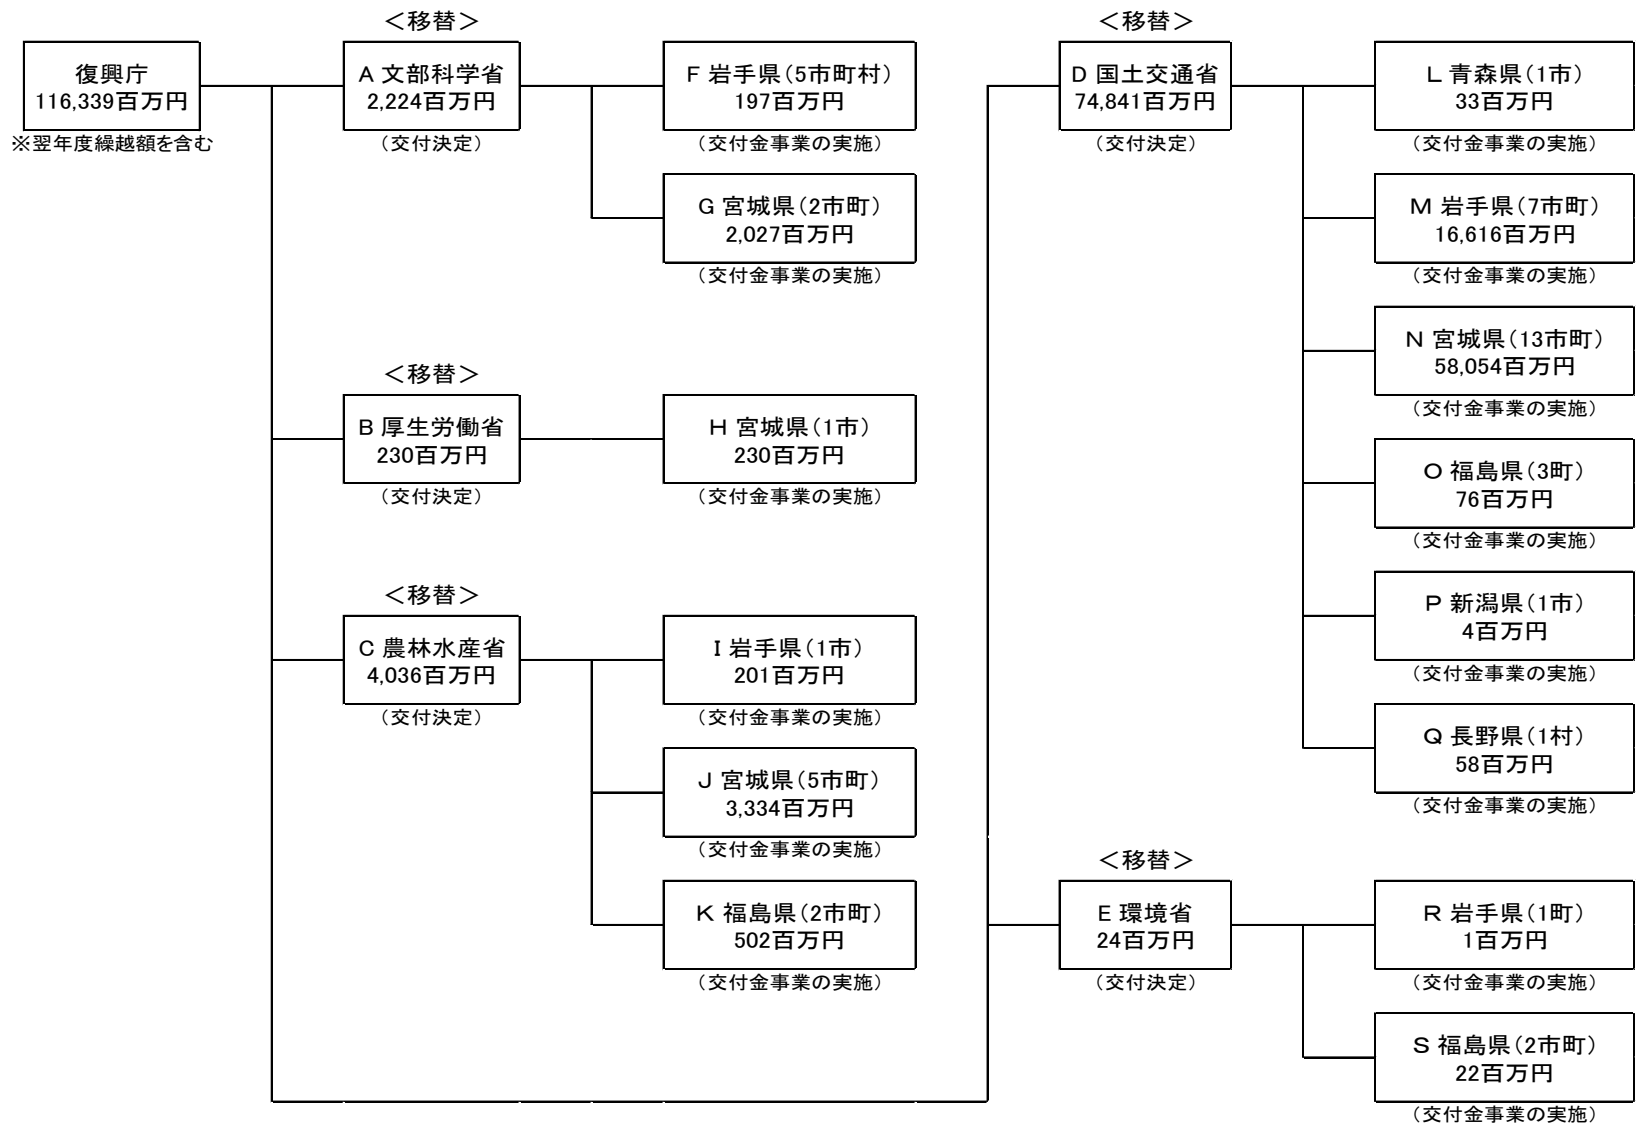 復興庁
116,339百万円
※翌年度繰越額を含む
＜移替＞
A 文部科学省
2,224百万円
（交付決定）
F 岩手県（5市町村）
197百万円
（交付金事業の実施）
G 宮城県（2市町）
2,027百万円
（交付金事業の実施）
＜移替＞
B 厚生労働省
230百万円
（交付決定）
H 宮城県（1市）
230百万円
（交付金事業の実施）
＜移替＞
C 農林水産省
4,036百万円
（交付決定）
I 岩手県（1市）
201百万円
（交付金事業の実施）
J 宮城県（5市町）
3,334百万円
（交付金事業の実施）
K 福島県（2市町）
502百万円
（交付金事業の実施）
＜移替＞
D 国土交通省
74,841百万円
（交付決定）
L 青森県（1市）
33百万円
（交付金事業の実施）
M 岩手県（7市町）
16,616百万円
（交付金事業の実施）
N 宮城県（13市町）
58,054百万円
（交付金事業の実施）
O 福島県（3町）
76百万円
（交付金事業の実施）
P 新潟県（1市）
4百万円
（交付金事業の実施）
Q 長野県（1村）
58百万円
（交付金事業の実施）
＜移替＞
E 環境省
24百万円
（交付決定）
R 岩手県（1町）
1百万円
（交付金事業の実施）
S 福島県（2市町）
22百万円
（交付金事業の実施）